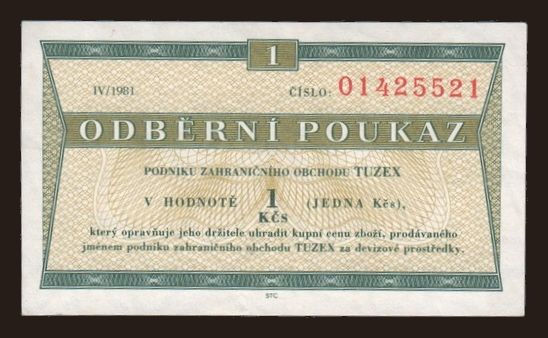 1
IV/1981 ČÍSLO: 01425521
ODBĚRNÍ POUKAZ
PODNIKU ZAHRANIČNÍHO OBCHODU TUZEX
V HODNOTĚ 1 Kčs (JEDNA Kčs),
který opravňuje jeho držitele uhradit kupní cenu zboží, prodávaného
jménem podniku zahraničního obchodu TUZEX za devizové prostředky.
STC